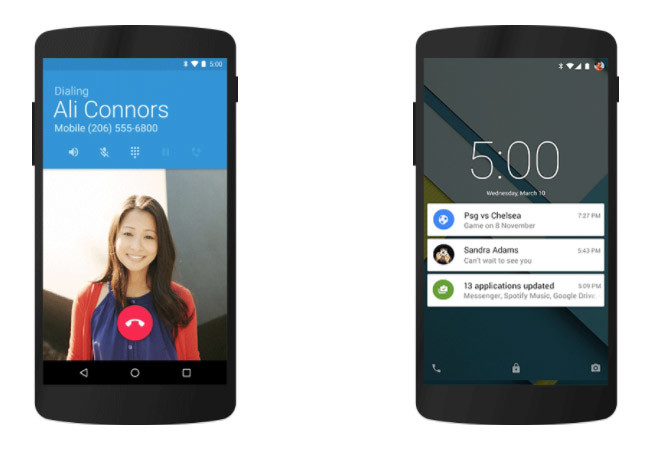 5:00
Dialing
Ali Connors
Mobile (206) 555-6800
5:00
Wednesday, March 10
Psg vs Chelsea
7:27 PM
Game on 8 November
Sandra Adams
5:43 PM
Can't wait to see you
13 applications updated
5:09 PM
Messenger, Spotify Music, Google Drive